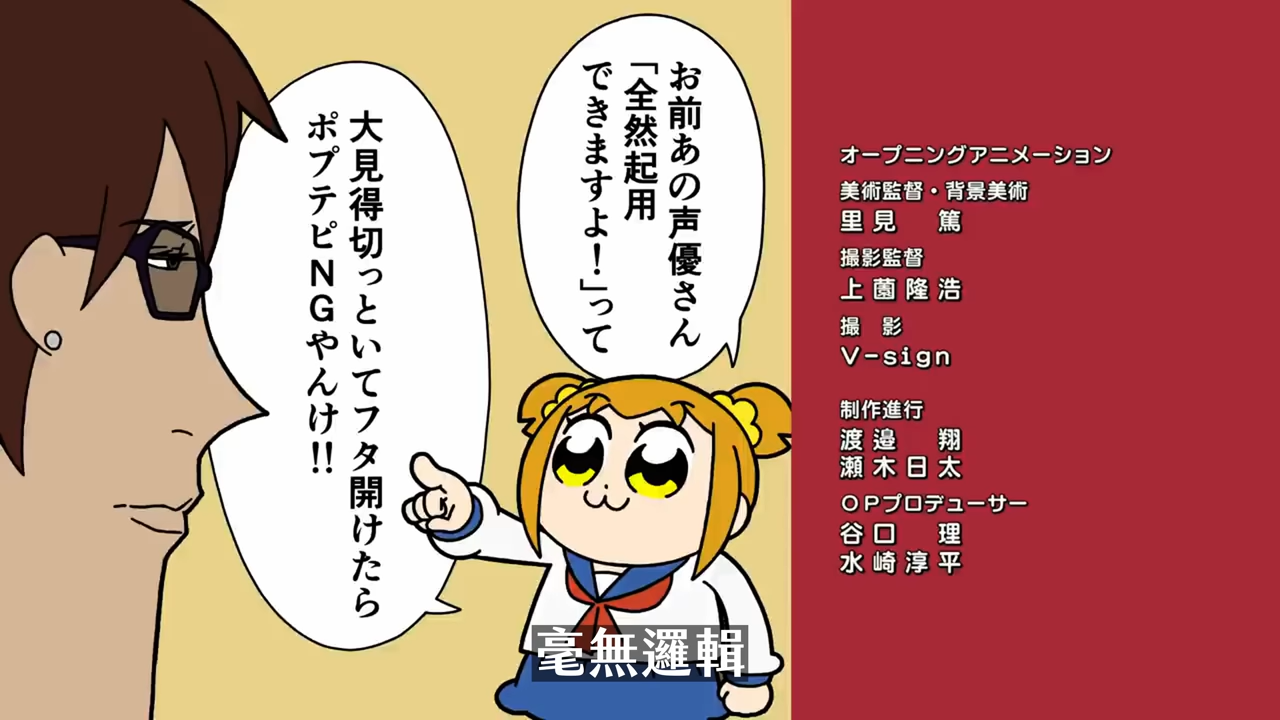 お前あの声優さん
「全然起用
できますよ！」って
大見得切っといてフタ開けたら
ポプテピNGやんけ!!
オープニングアニメーション
美術監督・背景美術
里見　篤
撮影監督
上薗隆浩
撮　影
V-sign
制作進行
渡邉　翔
瀬木日太
OPプロデューサー
谷口　理
水崎淳平
毫無邏輯